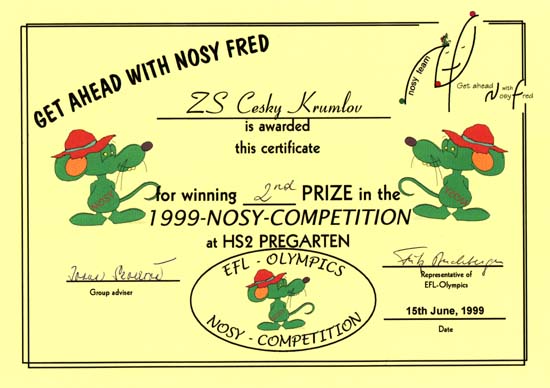 GET AHEAD WITH NOSY FRED
nosy team
Get ahead with
Nosy Fred
ZS Cesky Krumlov
is awarded
this certificate
for winning 2nd PRIZE in the
1999-NOSY-COMPETITION
at HS2 PREGARTEN
EFL - OLYMPICS
NOSY - COMPETITION
Group adviser
Representative of
EFL-Olympics
15th June, 1999
Date